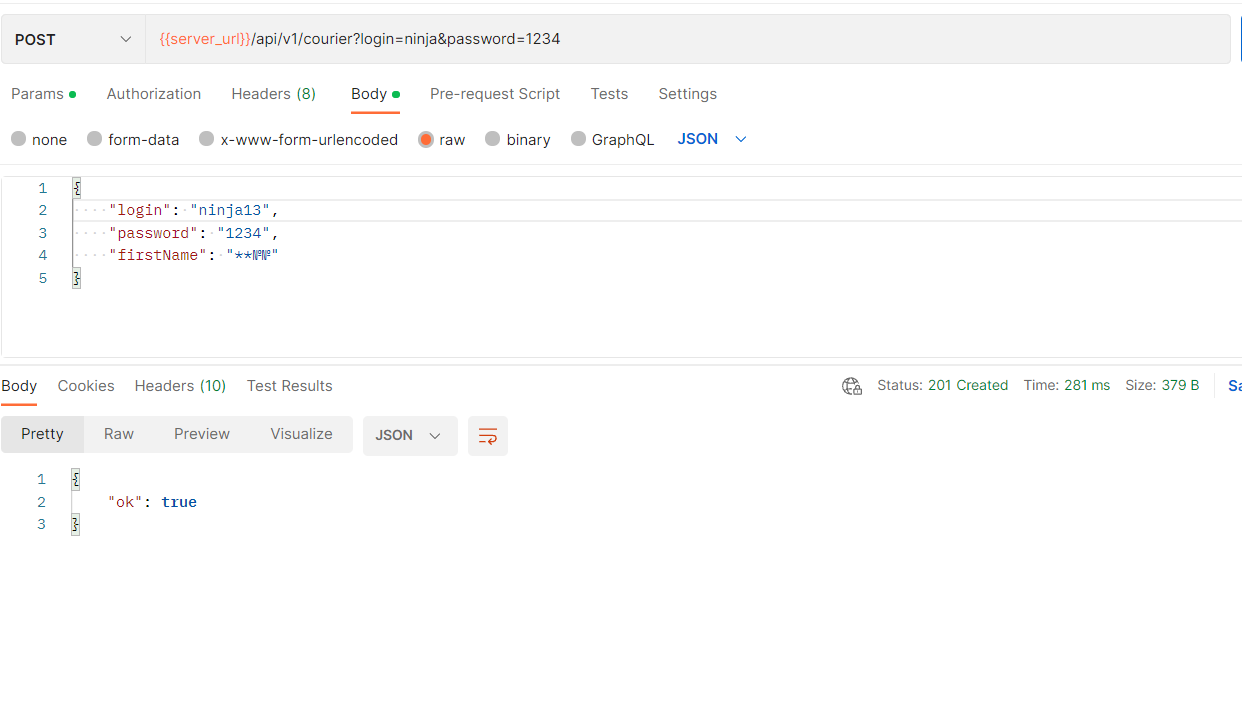 POST {{server_url}}/api/v1/courier?login=ninja&password=1234
Params Authorization Headers (8) Body Pre-request Script Tests Settings
none form-data x-www-form-urlencoded raw binary GraphQL JSON
1 {
2 "login": "ninja13",
3 "password": "1234",
4 "firstName": "**№№"
5 }
Body Cookies Headers (10) Test Results Status: 201 Created Time: 281 ms Size: 379 B Sa
Pretty Raw Preview Visualize JSON
1 {
2 "ok": true
3 }